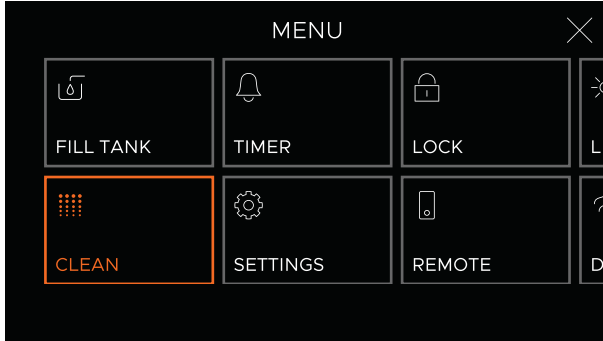 MENU
FILL TANK
TIMER
LOCK
L
CLEAN
SETTINGS
REMOTE
D